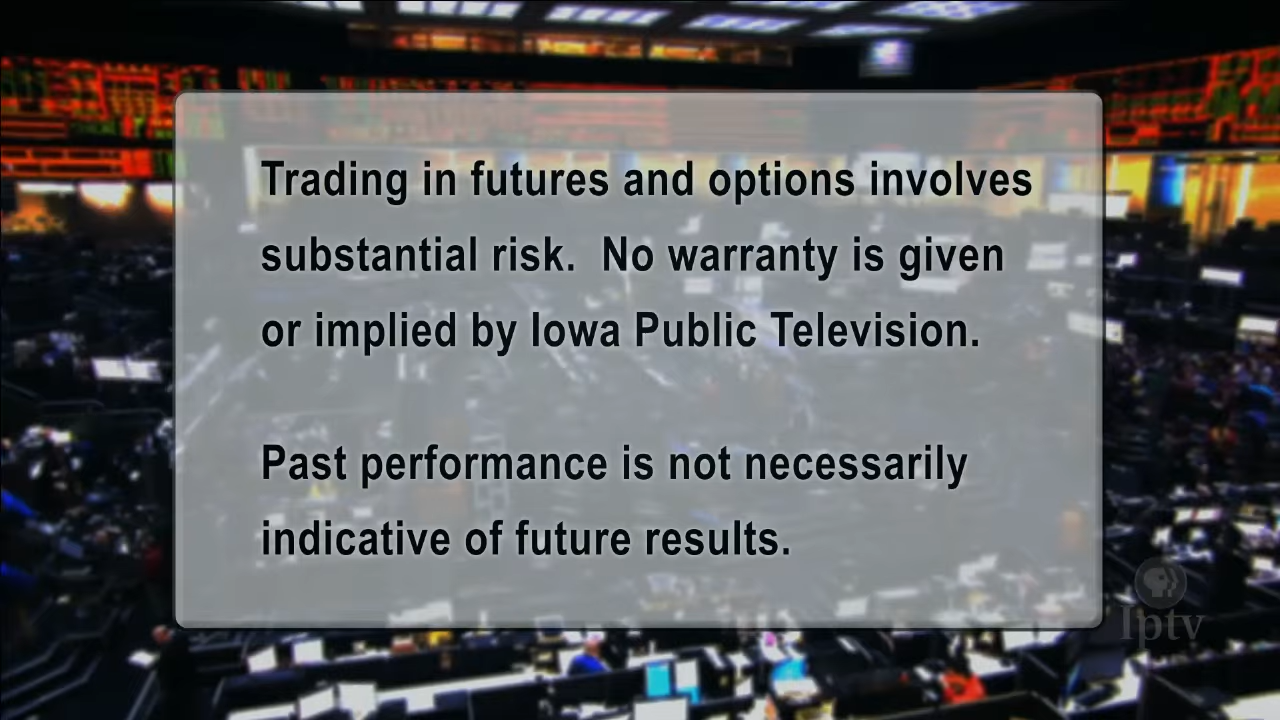 Trading in futures and options involves
substantial risk. No warranty is given
or implied by Iowa Public Television.
Past performance is not necessarily
indicative of future results.
Iptv